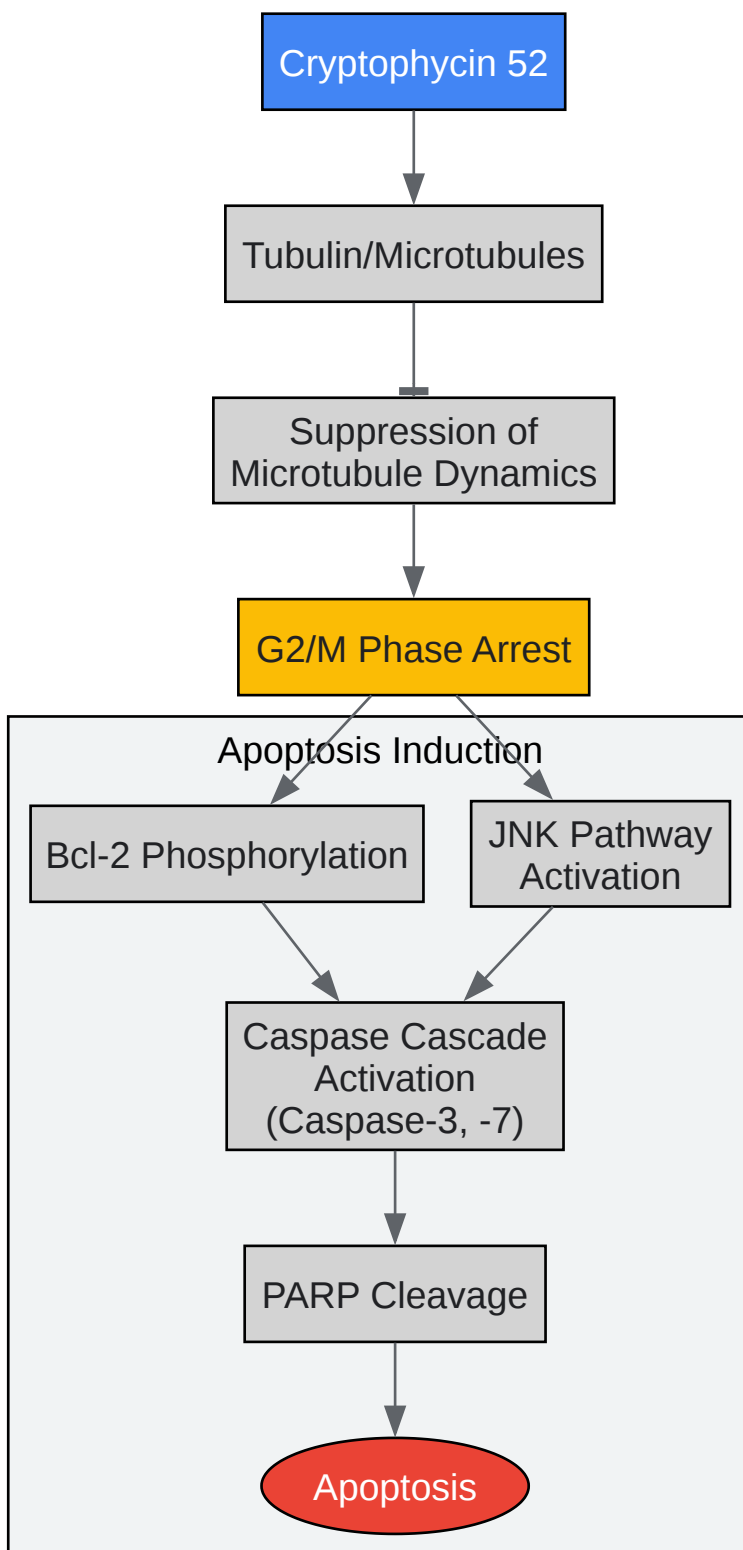 Cryptophycin 52
Tubulin/Microtubules
Suppression of
Microtubule Dynamics
G2/M Phase Arrest
Apoptosis Induction
Bcl-2 Phosphorylation
JNK Pathway
Activation
Caspase Cascade
Activation
(Caspase-3, -7)
PARP Cleavage
Apoptosis